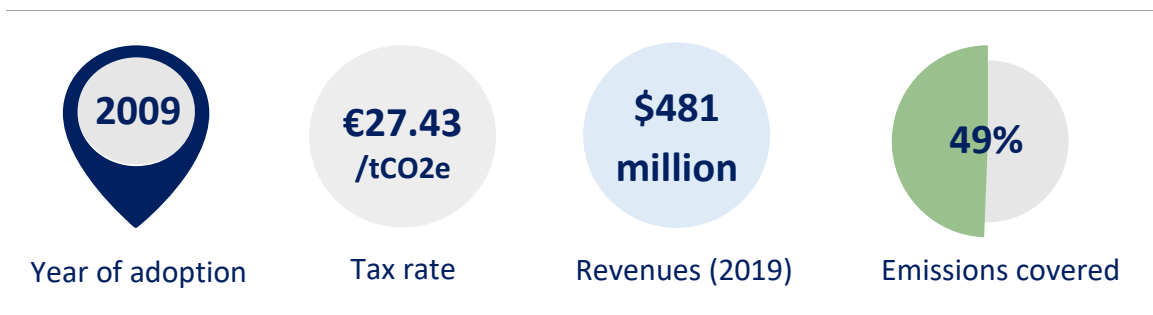 2009
€27.43
/tCO2e
$481
million
49%
Year of adoption
Tax rate
Revenues (2019)
Emissions covered